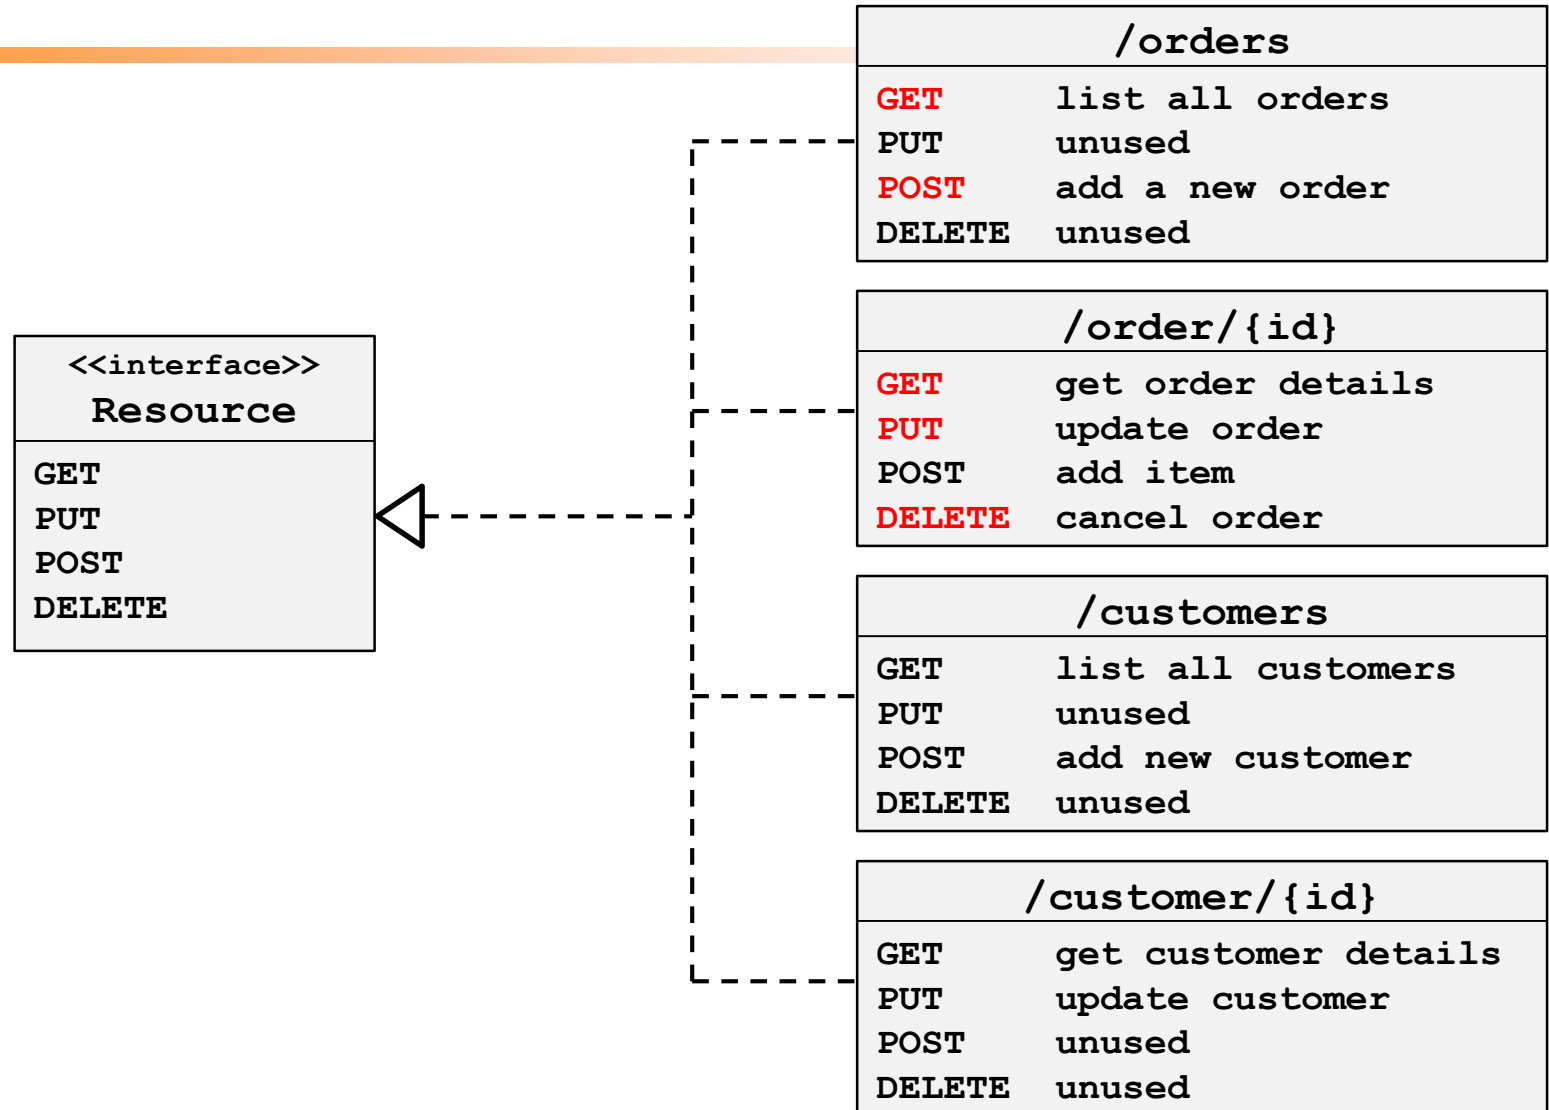 /orders
GET list all orders
PUT unused
POST add a new order
DELETE unused
/order/{id}
GET get order details
PUT update order
POST add item
DELETE cancel order
<<interface>>
Resource
GET
PUT
POST
DELETE
/customers
GET list all customers
PUT unused
POST add new customer
DELETE unused
/customer/{id}
GET get customer details
PUT update customer
POST unused
DELETE unused